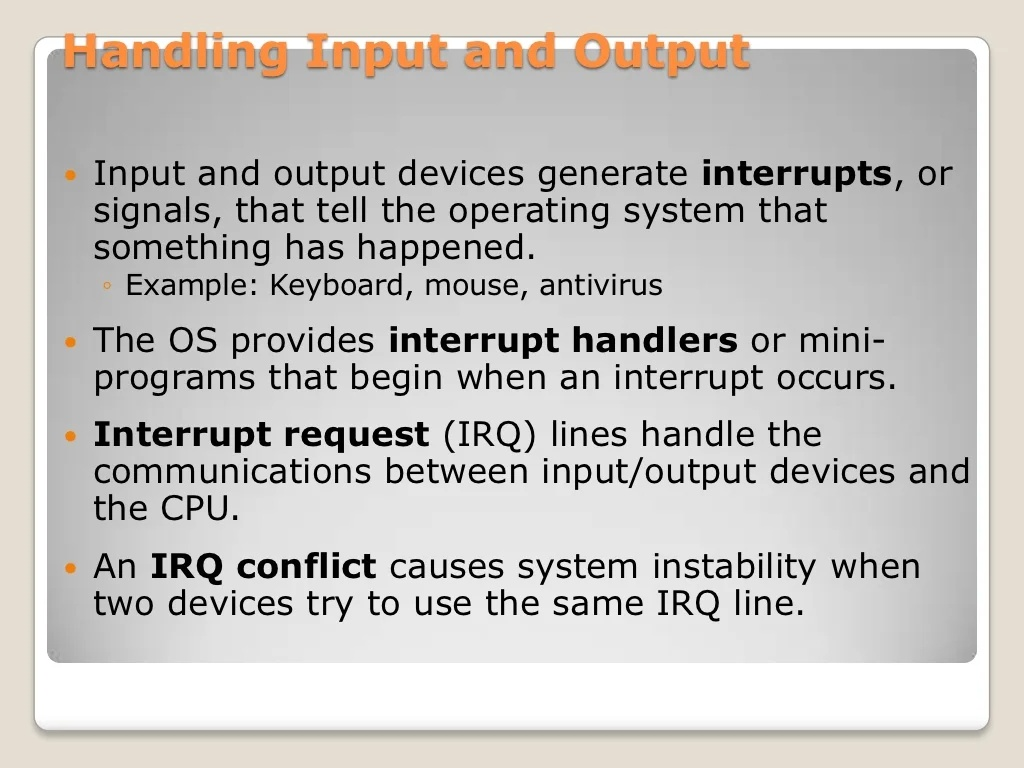 Handling Input and Output
• Input and output devices generate interrupts, or
signals, that tell the operating system that
something has happened.
◦ Example: Keyboard, mouse, antivirus
• The OS provides interrupt handlers or mini-
programs that begin when an interrupt occurs.
• Interrupt request (IRQ) lines handle the
communications between input/output devices and
the CPU.
• An IRQ conflict causes system instability when
two devices try to use the same IRQ line.